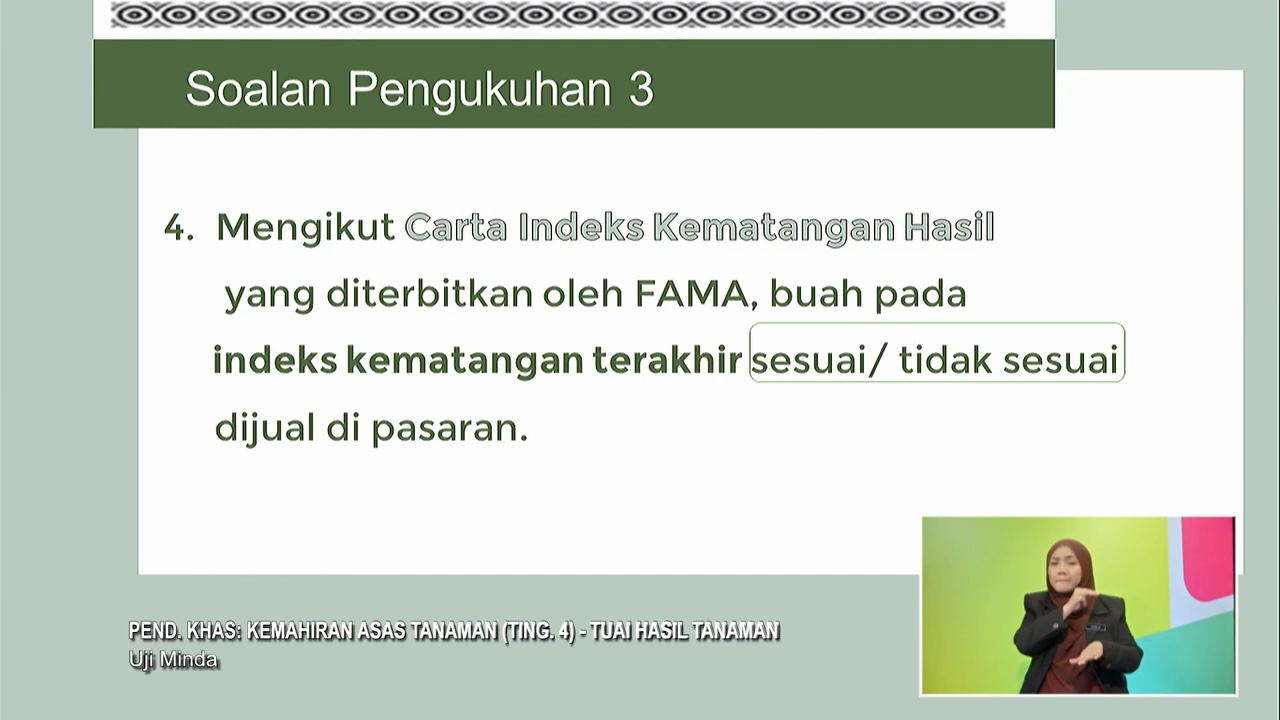 Soalan Pengukuhan 3
4. Mengikut Carta Indeks Kematangan Hasil
yang diterbitkan oleh FAMA, buah pada
indeks kematangan terakhir sesuai/ tidak sesuai
dijual di pasaran.
PEND. KHAS: KEMAHIRAN ASAS TANAMAN (TING. 4) - TUAI HASIL TANAMAN
Uji Minda